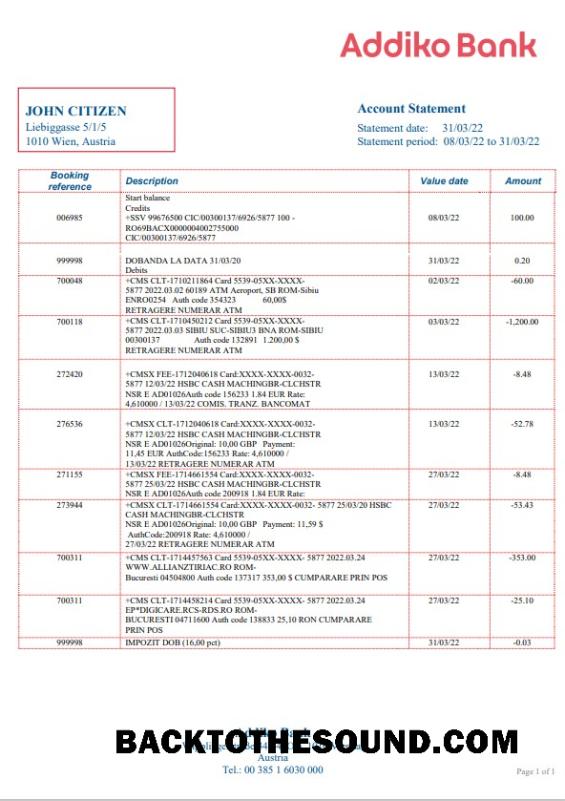 Addiko Bank
JOHN CITIZEN
Liebiggasse 5/1/5
1010 Wien, Austria
Account Statement
Statement date: 31/03/22
Statement period: 08/03/22 to 31/03/22
Booking reference Description Value date Amount
Start balance
Credits
006985 +SSV 99676500 CIC/00300137/6926/5877 100 - 08/03/22 100.00
RO69BACX0000004002755000
CIC/00300137/6926/5877
999998 DOBANDA LA DATA 31/03/20 31/03/22 0.20
Debits
700048 +CMS CLT-1710211864 Card 5539-05XX-XXXX- 02/03/22 -60.00
5877 2022.03.02 60189 ATM Aeroport, SB ROM-Sibiu
ENRO0254 Auth code 354323 60,00$
RETRAGERE NUMERAR ATM
700118 +CMS CLT-1710450212 Card 5539-05XX-XXXX- 03/03/22 -1,200.00
5877 2022.03.03 SIBIU SUC-SIBIU3 BNA ROM-SIBIU
00300137 Auth code 132891 1.200,00 $
RETRAGERE NUMERAR ATM
272420 +CMSX FEE-1712040618 Card:XXXX-XXXX-0032- 13/03/22 -8.48
5877 12/03/22 HSBC CASH MACHINGBR-CLCHSTR
NSR E AD01026Auth code 156233 1.84 EUR Rate:
4,610000 / 13/03/22 COMIS. TRANZ. BANCOMAT
276536 +CMSX CLT-1712040618 Card:XXXX-XXXX-0032- 13/03/22 -52.78
5877 12/03/22 HSBC CASH MACHINGBR-CLCHSTR
NSR E AD01026Original: 10,00 GBP Payment:
11,45 EUR AuthCode:156233 Rate: 4,610000 /
13/03/22 RETRAGERE NUMERAR ATM
271155 +CMSX FEE-1714661554 Card:XXXX-XXXX-0032- 27/03/22 -8.48
5877 25/03/22 HSBC CASH MACHINGBR-CLCHSTR
NSR E AD01026Auth code 200918 1.84 EUR Rate:
273944 +CMSX CLT-1714661554 Card:XXXX-XXXX-0032- 5877 25/03/20 HSBC 27/03/22 -53.43
CASH MACHINGBR-CLCHSTR
NSR E AD01026Original: 10,00 GBP Payment: 11,59 $
AuthCode:200918 Rate: 4,610000 /
27/03/22 RETRAGERE NUMERAR ATM
700311 +CMS CLT-1714457563 Card 5539-05XX-XXXX- 5877 2022.03.24 27/03/22 -353.00
WWW.ALLIANZTIRIAC.RO ROM-
Bucuresti 04504800 Auth code 137317 353,00 $ CUMPARARE PRIN POS
700311 +CMS CLT-1714458214 Card 5539-05XX-XXXX- 5877 2022.03.24 27/03/22 -25.10
EP*DIGICARE.RCS-RDS.RO ROM-
BUCURESTI 04711600 Auth code 138833 25,10 RON CUMPARARE
PRIN POS
999998 IMPOZIT DOB (16,00 pct) 31/03/22 -0.03
BACKTOTHESOUND.COM
Austria
Tel.: 00 385 1 6030 000
Page 1 of 1